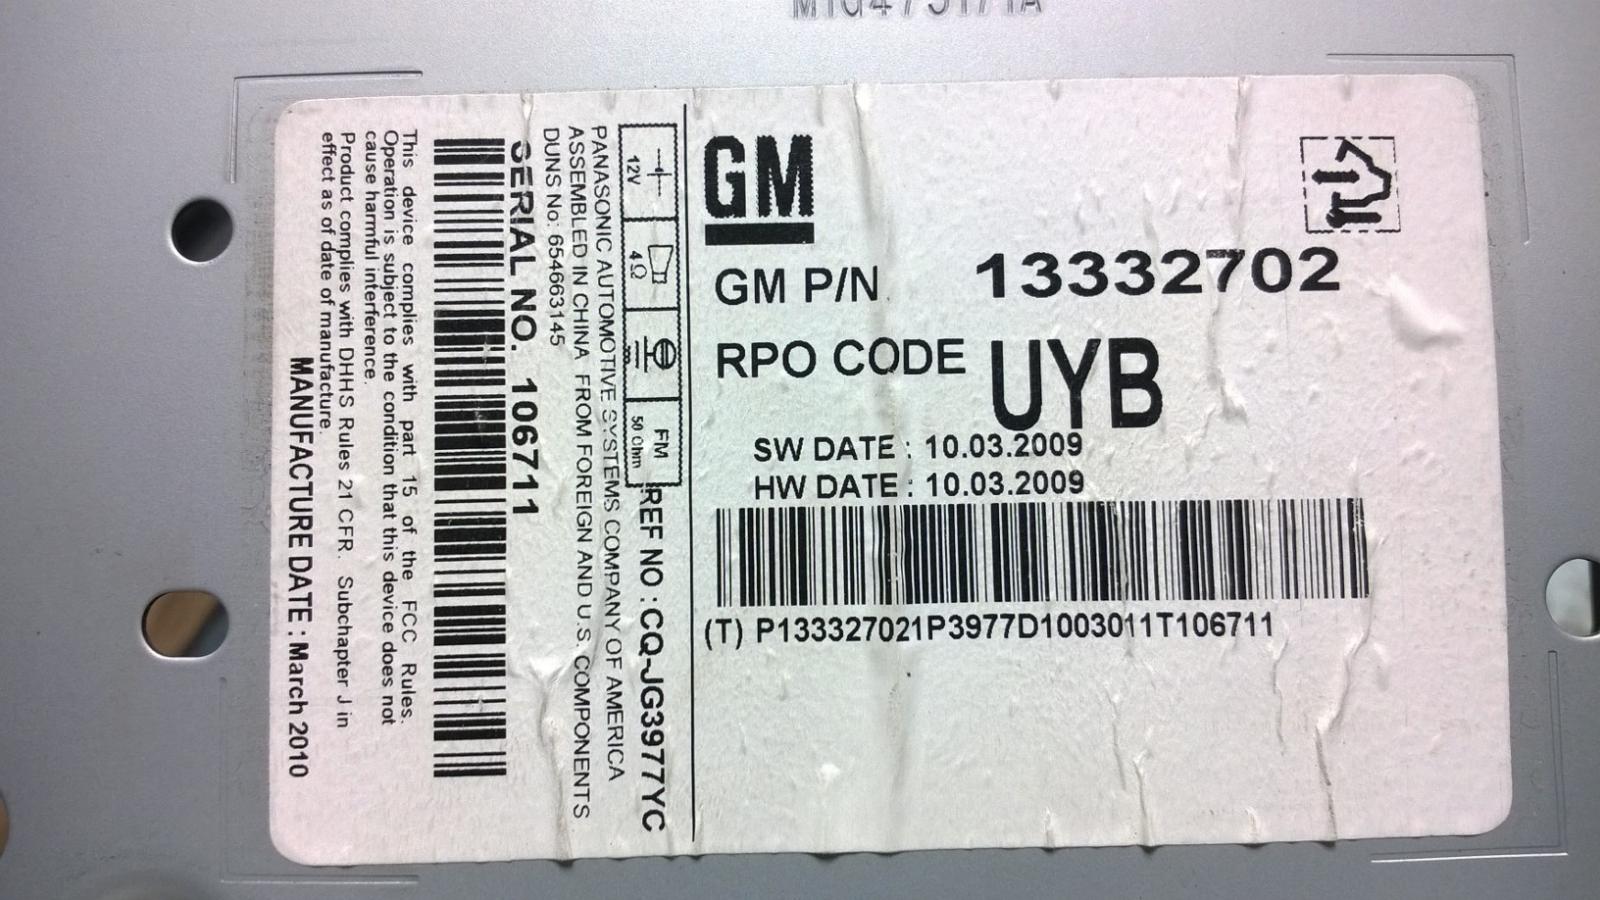 GM
GM P/N 13332702
RPO CODE UYB
SW DATE : 10.03.2009
HW DATE : 10.03.2009
(T) P133327021P3977D1003011T106711
12V
4Ω
FM
50 Ohm
REF NO : CQ-JG3977YC
PANASONIC AUTOMOTIVE SYSTEMS COMPANY OF AMERICA
ASSEMBLED IN CHINA FROM FOREIGN AND U.S. COMPONENTS
DUNS No: 654663145
SERIAL NO. 106711
This device complies with part 15 of the FCC Rules.
Operation is subject to the condition that this device does not
cause harmful interference.
Product complies with DHHS Rules 21 CFR. Subchapter J in
effect as of date of manufacture.
MANUFACTURE DATE : March 2010